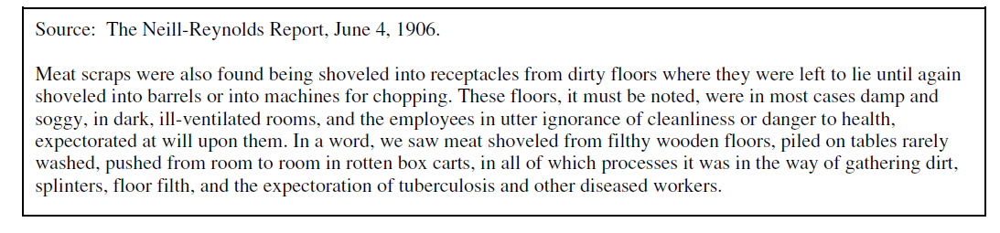 Source:  The Neill-Reynolds Report, June 4, 1906.
Meat scraps were also found being shoveled into receptacles from dirty floors where they were left to lie until again
shoveled into barrels or into machines for chopping. These floors, it must be noted, were in most cases damp and
soggy, in dark, ill-ventilated rooms, and the employees in utter ignorance of cleanliness or danger to health,
expectorated at will upon them. In a word, we saw meat shoveled from filthy wooden floors, piled on tables rarely
washed, pushed from room to room in rotten box carts, in all of which processes it was in the way of gathering dirt,
splinters, floor filth, and the expectoration of tuberculosis and other diseased workers.